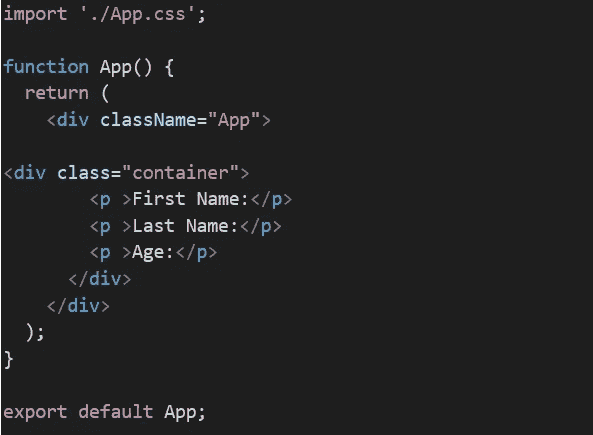 import './App.css';

function App() {
  return (
    <div className="App">

<div class="container">
        <p >First Name:</p>
        <p >Last Name:</p>
        <p >Age:</p>
      </div>
    </div>
  );
}

export default App;